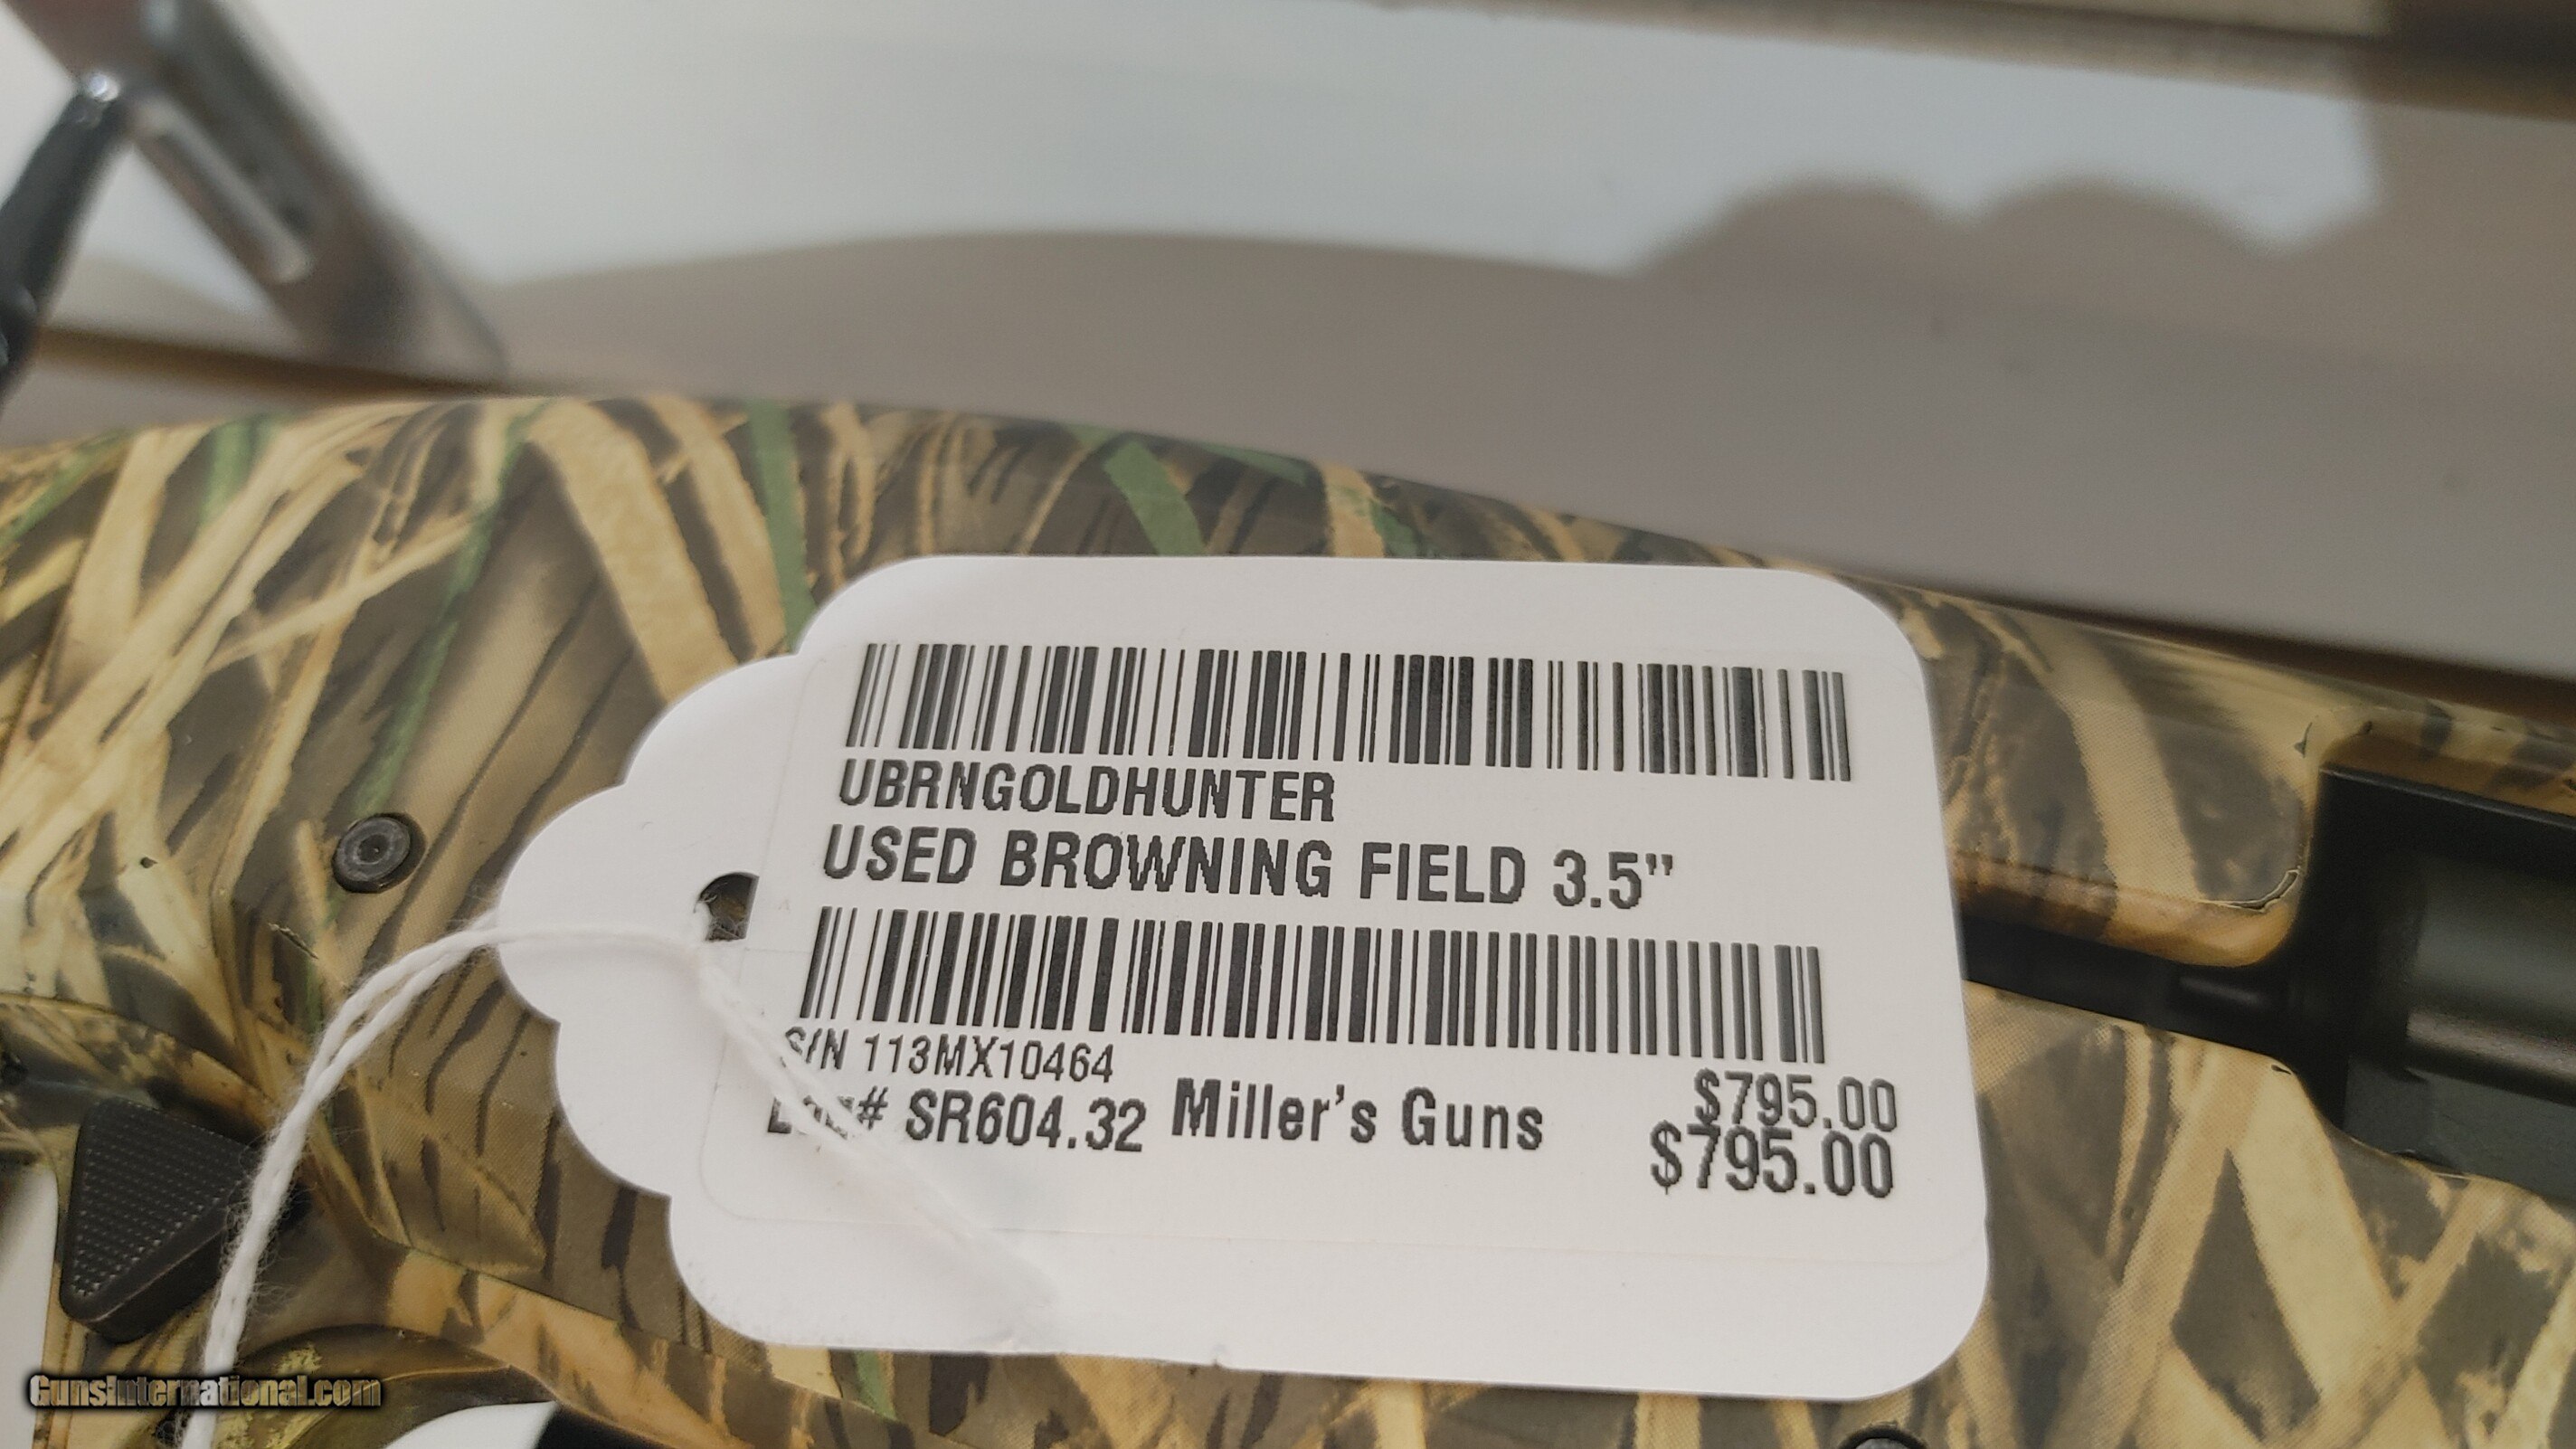 UBRNGOLDHUNTER
USED BROWNING FIELD 3.5"
S/N 113MX10464
SR604.32 Miller's Guns
$795.00
$795.00
GunsInternational.com